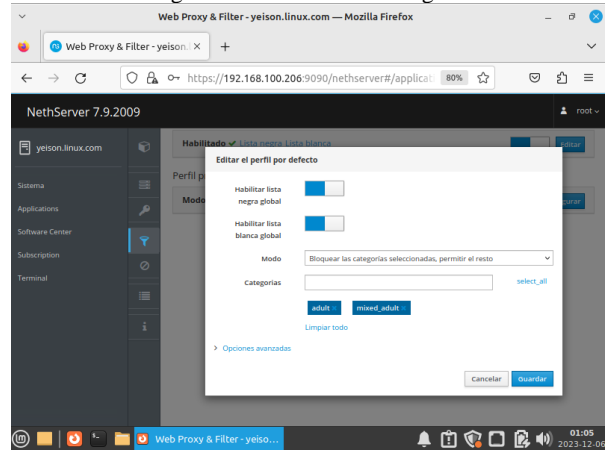 Web Proxy & Filter - yeison.linux.com — Mozilla Firefox
Web Proxy & Filter - yeison.l
https://192.168.100.206:9090/nethserver#/applicat 80%
NethServer 7.9.2009 root
yeison.linux.com
Habilitado Lista negra Lista blanca Editar
Editar el perfil por defecto
Perfil p
Sistema
Habilitar lista negra global
Modo
Applications
Software Center
Habilitar lista blanca global
Subscription
Modo Bloquear las categorías seleccionadas, permitir el resto
Terminal
Categorias select_all
adult x mixed_adult x
Limpiar todo
> Opciones avanzadas
Cancelar Guardar
Web Proxy & Filter - yeiso...
01:05
2023-12-06